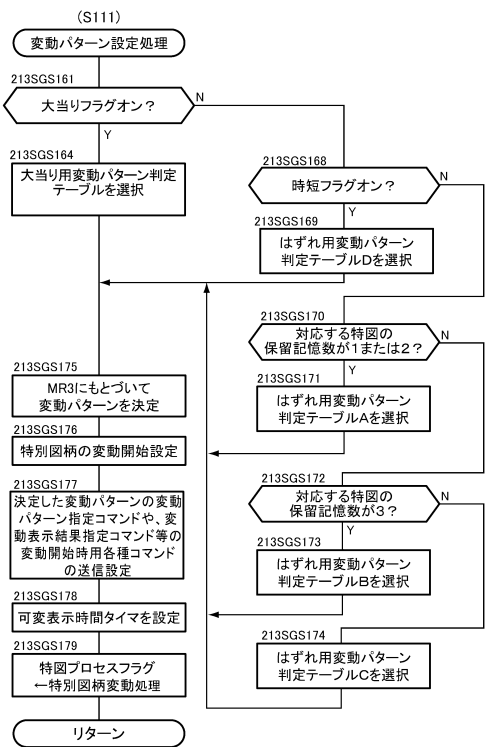 (S111)
変動パターン設定処理
213SGS161
大当りフラグオン？
N
Y
213SGS164
大当り用変動パターン判定
テーブルを選択
213SGS168
時短フラグオン？
N
Y
213SGS169
はずれ用変動パターン
判定テーブルDを選択
213SGS170
対応する特図の
保留記憶数が1または2？
N
Y
213SGS171
はずれ用変動パターン
判定テーブルAを選択
213SGS172
対応する特図の
保留記憶数が3？
N
Y
213SGS173
はずれ用変動パターン
判定テーブルBを選択
213SGS174
はずれ用変動パターン
判定テーブルCを選択
213SGS175
MR3にもとづいて
変動パターンを決定
213SGS176
特別図柄の変動開始設定
213SGS177
決定した変動パターンの変動
パターン指定コマンドや、変
動表示結果指定コマンド等の
変動開始時用各種コマンド
の送信設定
213SGS178
可変表示時間タイマを設定
213SGS179
特図プロセスフラグ
←特別図柄変動処理
リターン